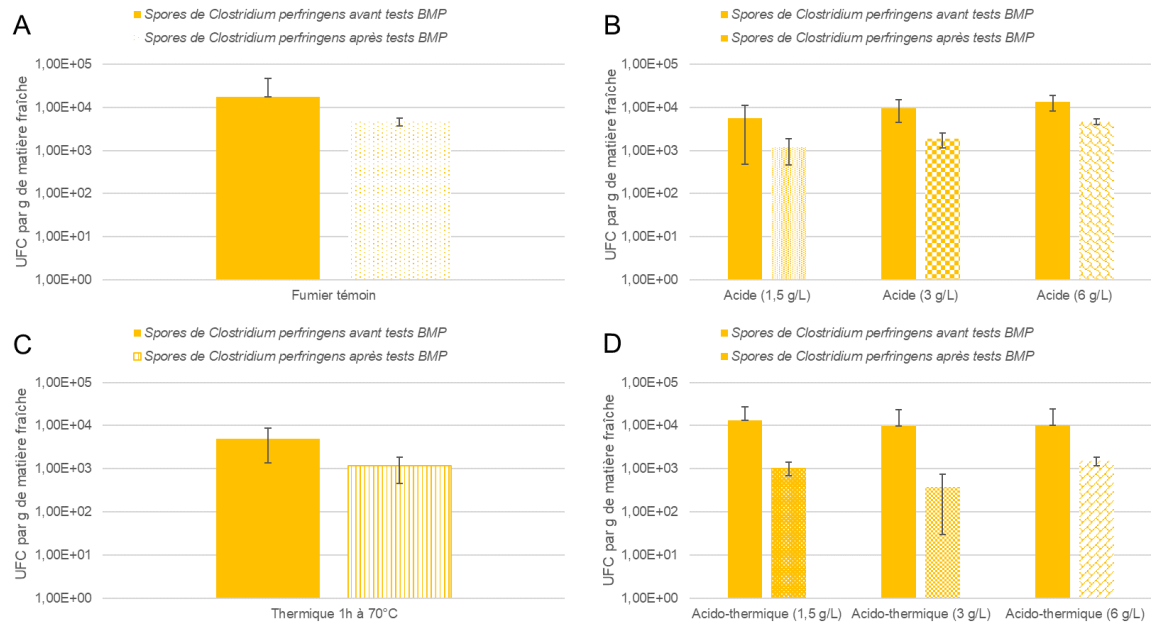 A
Spores de Clostridium perfringens avant tests BMP
Spores de Clostridium perfringens après tests BMP
UFC par g de matière fraîche
1,00E+05
1,00E+04
1,00E+03
1,00E+02
1,00E+01
1,00E+00
Fumier témoin
B
Spores de Clostridium perfringens avant tests BMP
Spores de Clostridium perfringens après tests BMP
UFC par g de matière fraîche
1,00E+05
1,00E+04
1,00E+03
1,00E+02
1,00E+01
1,00E+00
Acide (1,5 g/L) Acide (3 g/L) Acide (6 g/L)
C
Spores de Clostridium perfringens avant tests BMP
Spores de Clostridium perfringens après tests BMP
UFC par g de matière fraîche
1,00E+05
1,00E+04
1,00E+03
1,00E+02
1,00E+01
1,00E+00
Thermique 1h à 70°C
D
Spores de Clostridium perfringens avant tests BMP
Spores de Clostridium perfringens après tests BMP
UFC par g de matière fraîche
1,00E+05
1,00E+04
1,00E+03
1,00E+02
1,00E+01
1,00E+00
Acido-thermique (1,5 g/L) Acido-thermique (3 g/L) Acido-thermique (6 g/L)